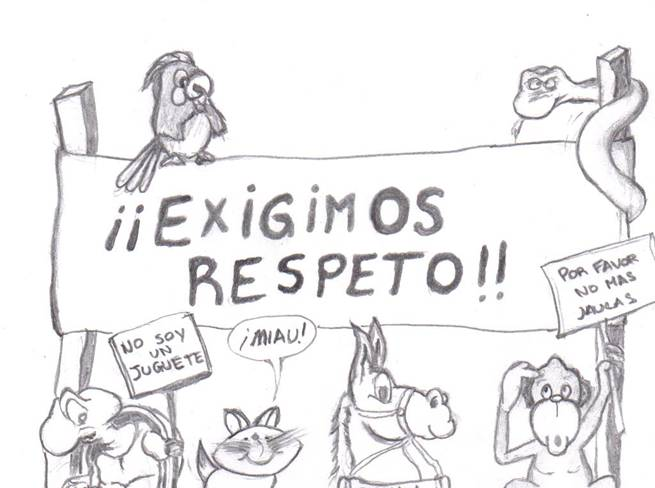 ¡¡EXiGiMOS
RESPETO!!
POR FAVOR
NO MAS
JAULAS
NO SOY
UN
JUGUETE
¡MIAU!